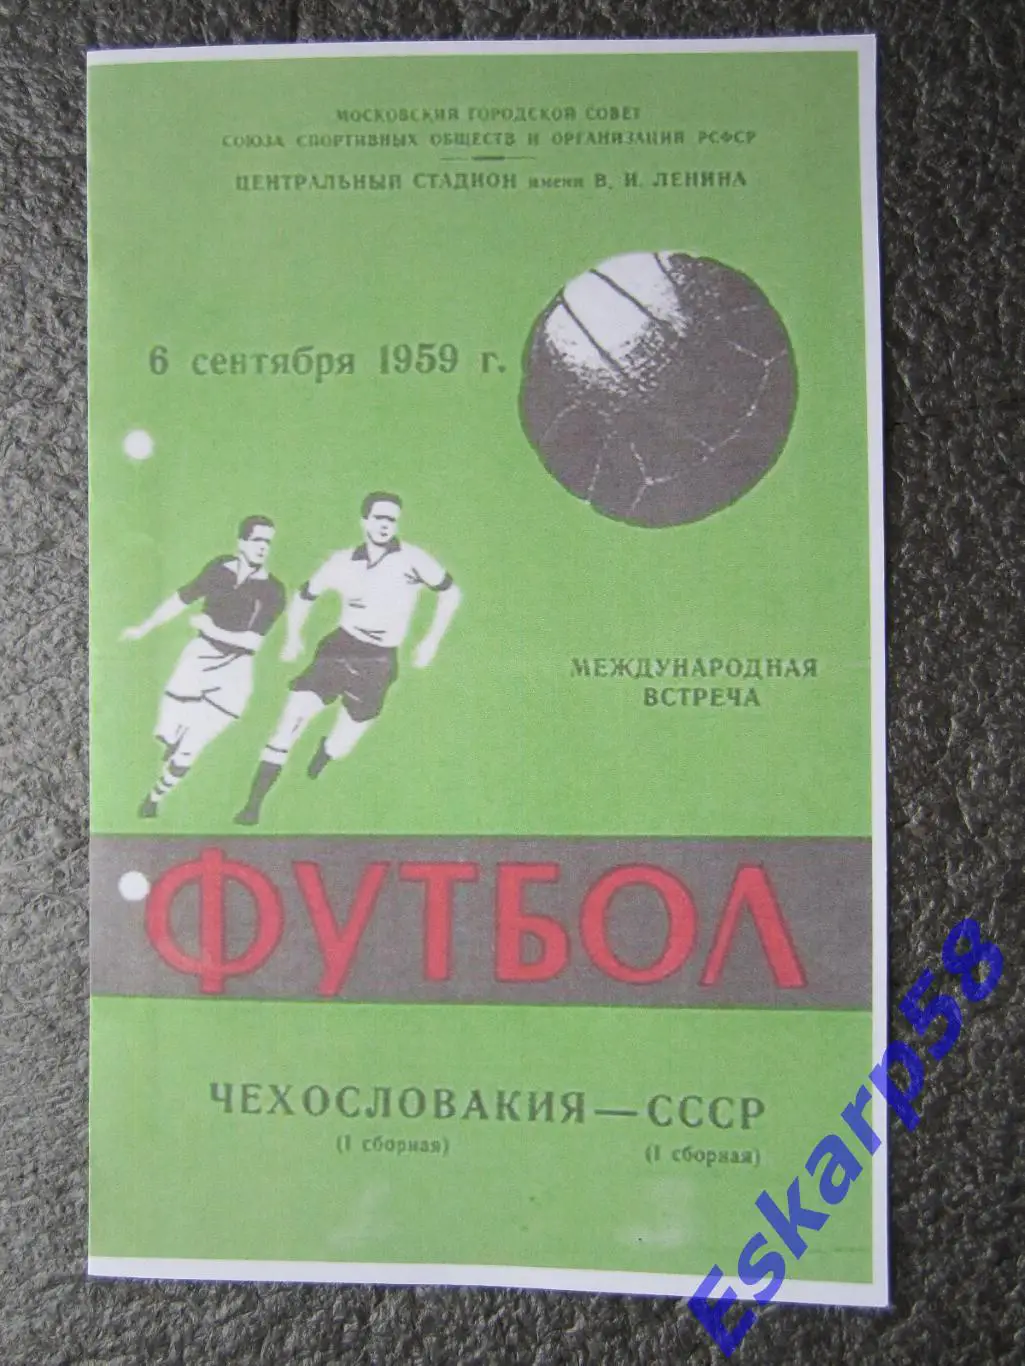 МОСКОВСКИЙ ГОРОДСКОЙ СОВЕТ
СОЮЗА СПОРТИВНЫХ ОБЩЕСТВ И ОРГАНИЗАЦИЙ РСФСР
ЦЕНТРАЛЬНЫЙ СТАДИОН имени В. И. ЛЕНИНА
6 сентября 1959 г.
МЕЖДУНАРОДНАЯ
ВСТРЕЧА
ФУТБОЛ
ЧЕХОСЛОВАКИЯ — СССР
(I сборная) (I сборная)
Eskarp58